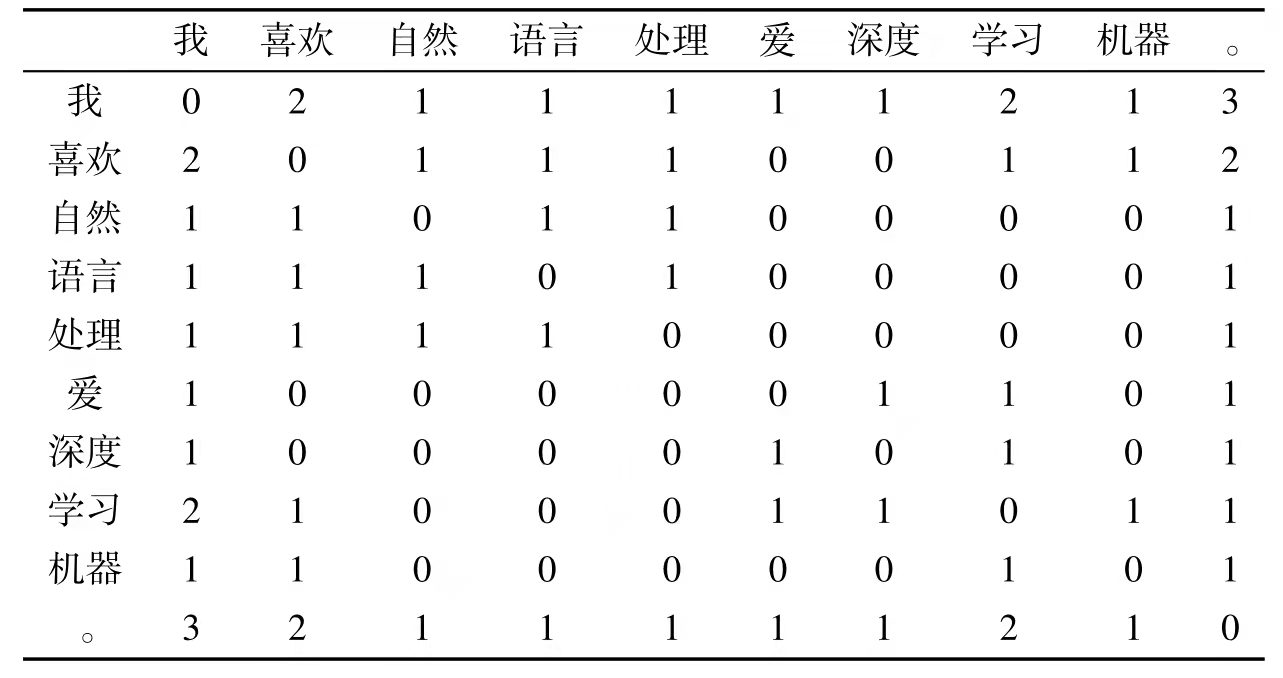 我 喜欢 自然 语言 处理 爱 深度 学习 机器 。
我 0 2 1 1 1 1 1 2 1 3
喜欢 2 0 1 1 1 0 0 1 1 2
自然 1 1 0 1 1 0 0 0 0 1
语言 1 1 1 0 1 0 0 0 0 1
处理 1 1 1 1 0 0 0 0 0 1
爱 1 0 0 0 0 0 1 1 0 1
深度 1 0 0 0 0 1 0 1 0 1
学习 2 1 0 0 0 1 1 0 1 1
机器 1 1 0 0 0 0 0 1 0 1
。 3 2 1 1 1 1 1 2 1 0